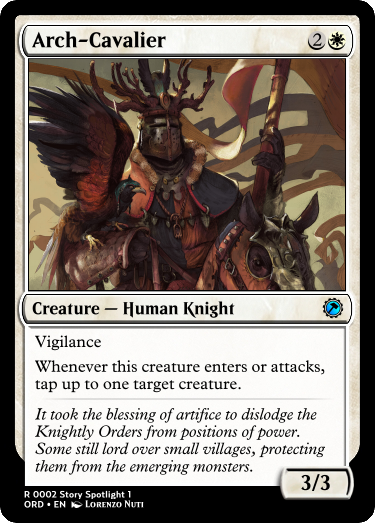 Arch-Cavalier 2
Creature — Human Knight
Vigilance
Whenever this creature enters or attacks,
tap up to one target creature.
It took the blessing of artifice to dislodge the
Knightly Orders from positions of power.
Some still lord over small villages, protecting
them from the emerging monsters.
3/3
R 0002 Story Spotlight 1
ORD • EN Lorenzo Nuti